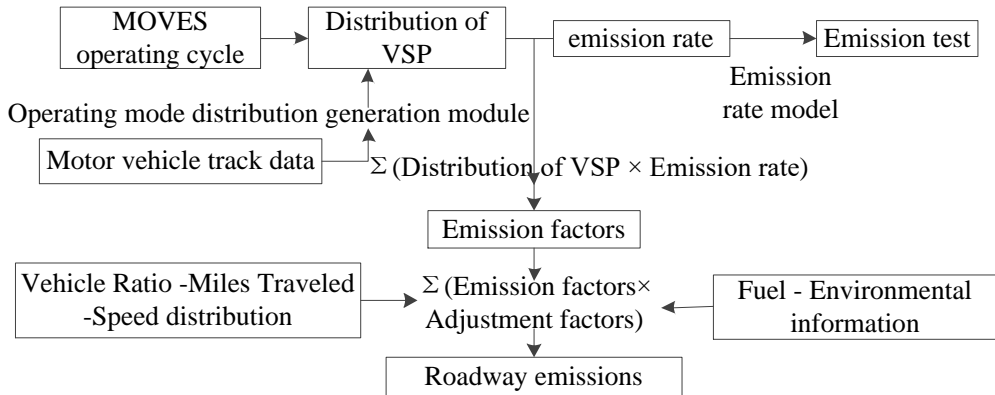 MOVES
operating cycle
Distribution of
VSP
emission rate
Emission test
Emission
rate model
Operating mode distribution generation module
Motor vehicle track data
Σ (Distribution of VSP × Emission rate)
Emission factors
Vehicle Ratio -Miles Traveled
-Speed distribution
Σ (Emission factors×
Adjustment factors)
Fuel - Environmental
information
Roadway emissions